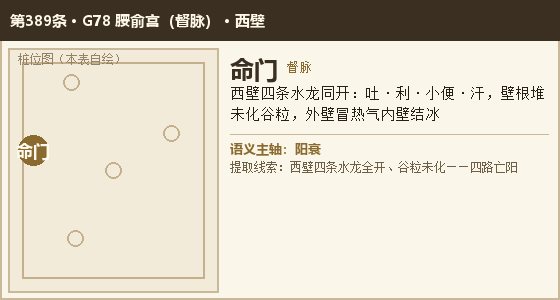 第389条・G78 腰俞宫（督脉）・西壁
桩位图（本表自绘）
命门
命门 督脉
西壁四条水龙同开：吐・利・小便・汗，壁根堆
未化谷粒，外壁冒热气内壁结冰
语义主轴：阳衰
提取线索：西壁四条水龙全开、谷粒未化——四路亡阳